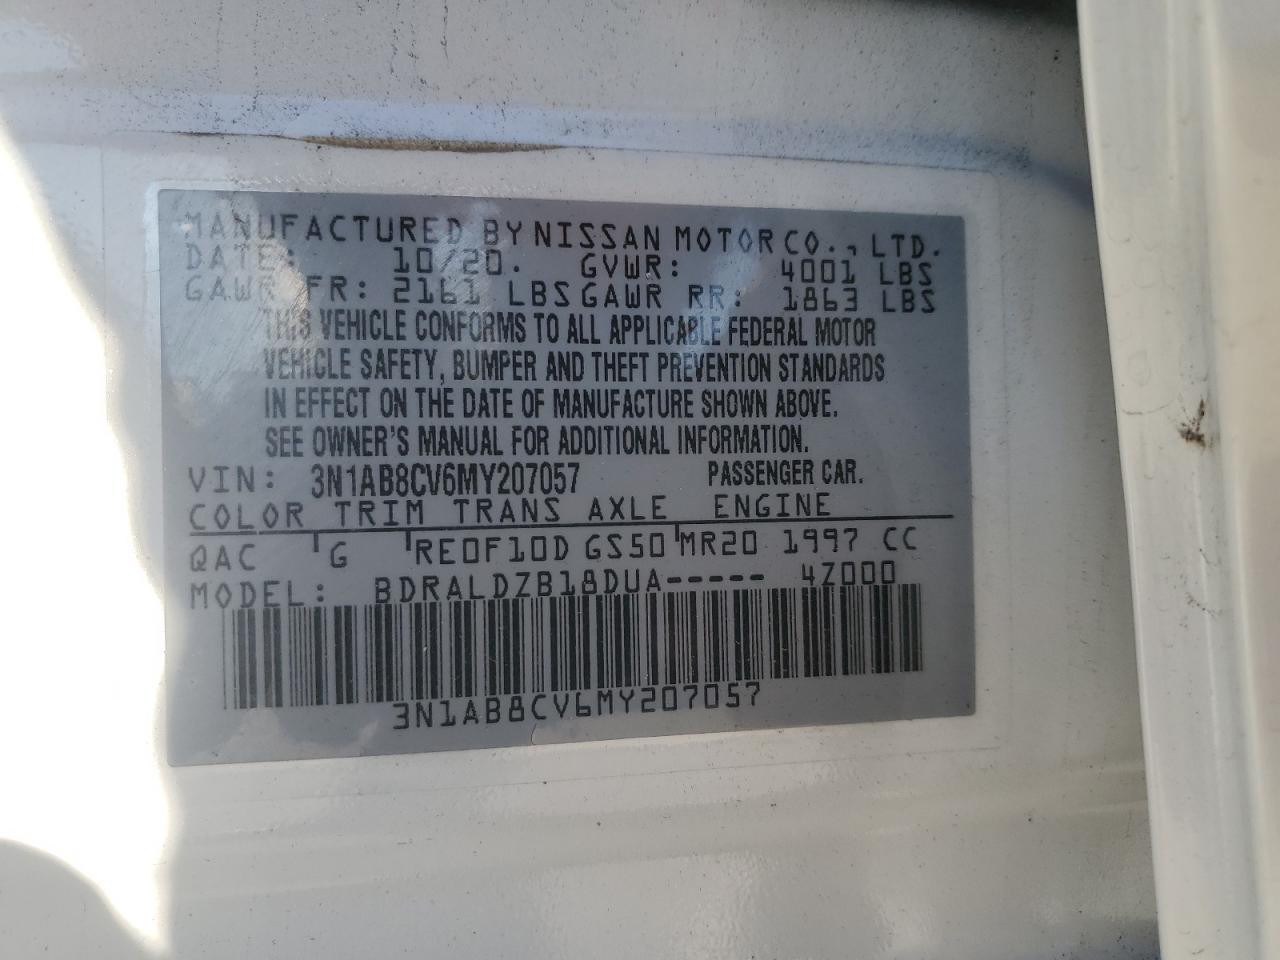 MANUFACTURED BY NISSAN MOTOR CO., LTD.
DATE: 10/20. GVWR: 4001 LBS
GAWR FR: 2161 LBS GAWR RR: 1863 LBS
THIS VEHICLE CONFORMS TO ALL APPLICABLE FEDERAL MOTOR
VEHICLE SAFETY, BUMPER AND THEFT PREVENTION STANDARDS
IN EFFECT ON THE DATE OF MANUFACTURE SHOWN ABOVE.
SEE OWNER'S MANUAL FOR ADDITIONAL INFORMATION.
VIN: 3N1AB8CV6MY207057 PASSENGER CAR.
COLOR TRIM TRANS AXLE ENGINE
QAC G RE0F10D GS50 MR20 1997 CC
MODEL: BDRALDZB18DUA----- 4Z000
3N1AB8CV6MY207057